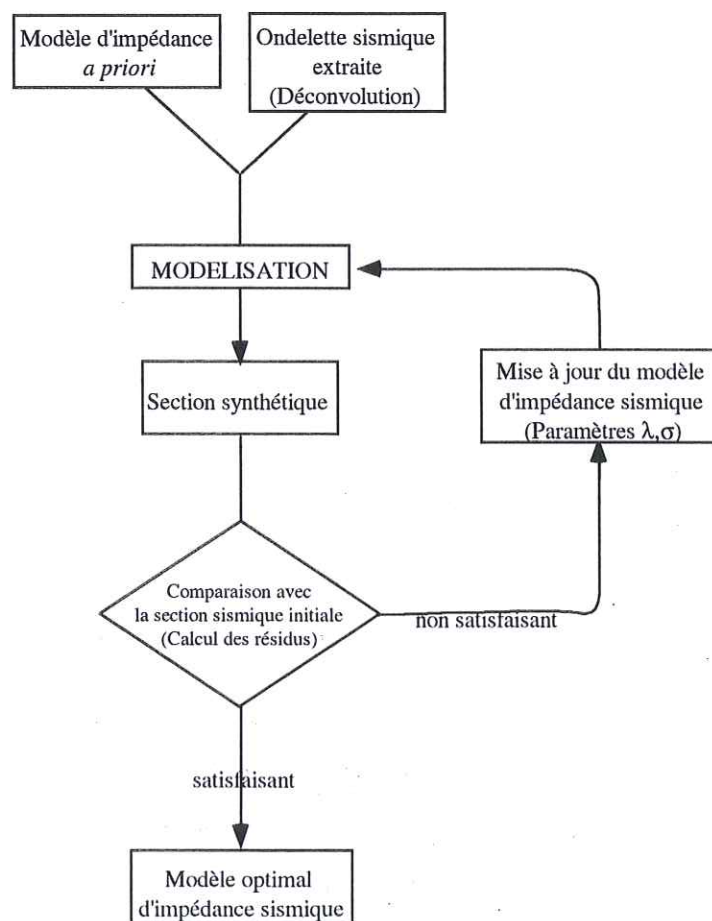 Modèle d'impédance
a priori
Ondelette sismique
extraite
(Déconvolution)
MODELISATION
Section synthétique
Mise à jour du modèle
d'impédance sismique
(Paramètres λ,σ)
Comparaison avec
la section sismique initiale
(Calcul des résidus)
non satisfaisant
satisfaisant
Modèle optimal
d'impédance sismique